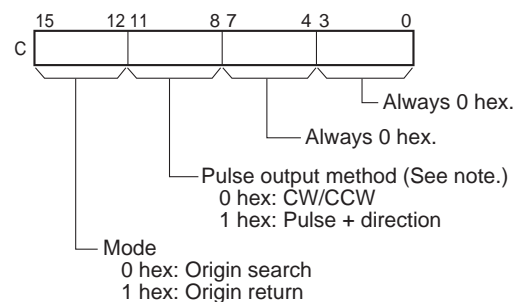 15 12 11 8 7 4 3 0
C
Always 0 hex.
Always 0 hex.
Pulse output method (See note.)
0 hex: CW/CCW
1 hex: Pulse + direction
Mode
0 hex: Origin search
1 hex: Origin return